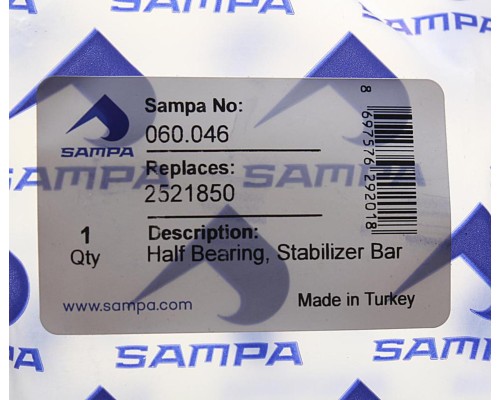 SAMPA
SAMPA
Sampa No:
060.046
SAMPA
Replaces:
2521850
1
Qty
Description:
Half Bearing, Stabilizer Bar
www.sampa.com
Made in Turkey
8 697576 292018
SAMPA
SAMPA
SAMPA